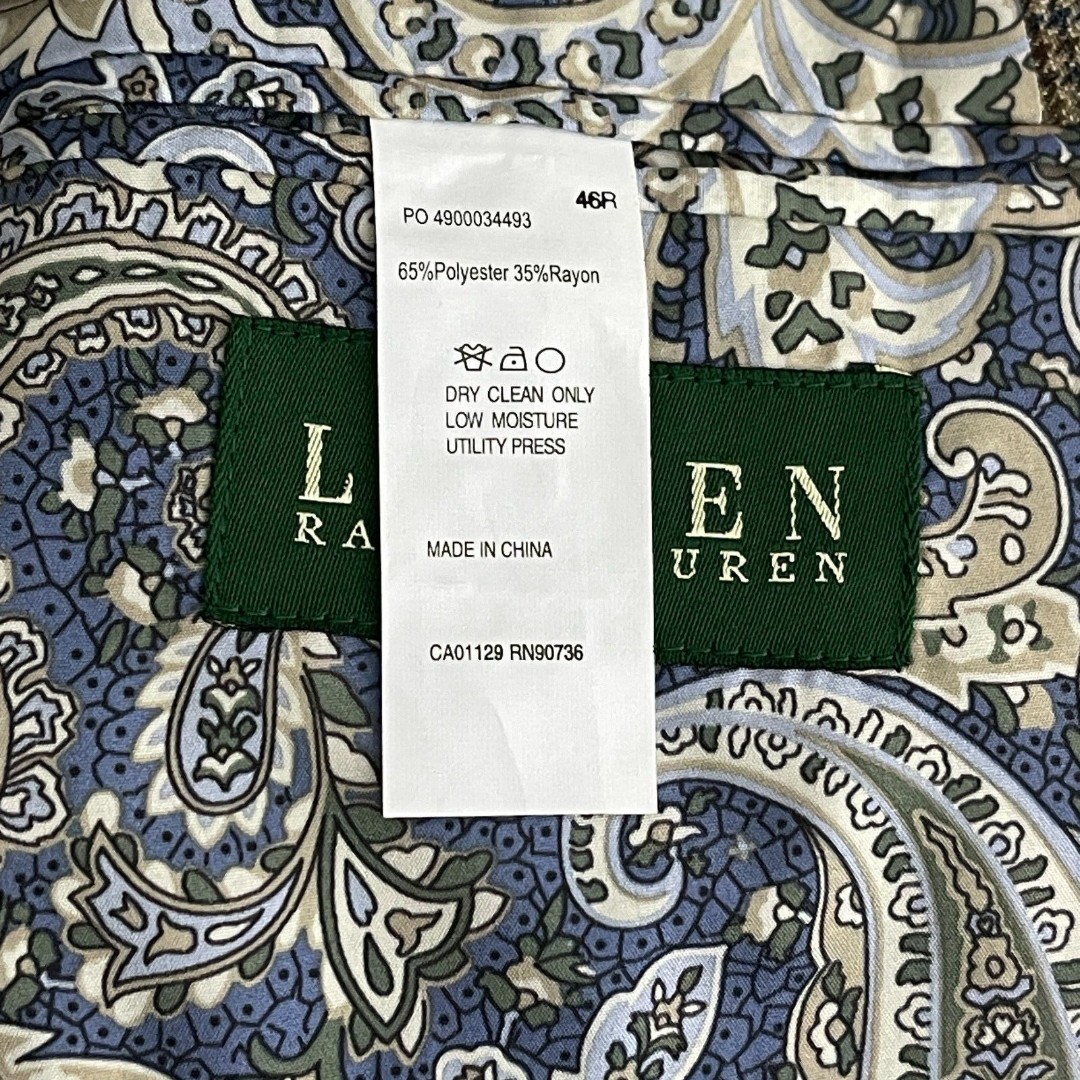 46R
PO 4900034493
65%Polyester 35%Rayon
DRY CLEAN ONLY
LOW MOISTURE
UTILITY PRESS
L EN
RA UREN
MADE IN CHINA
CA01129 RN90736